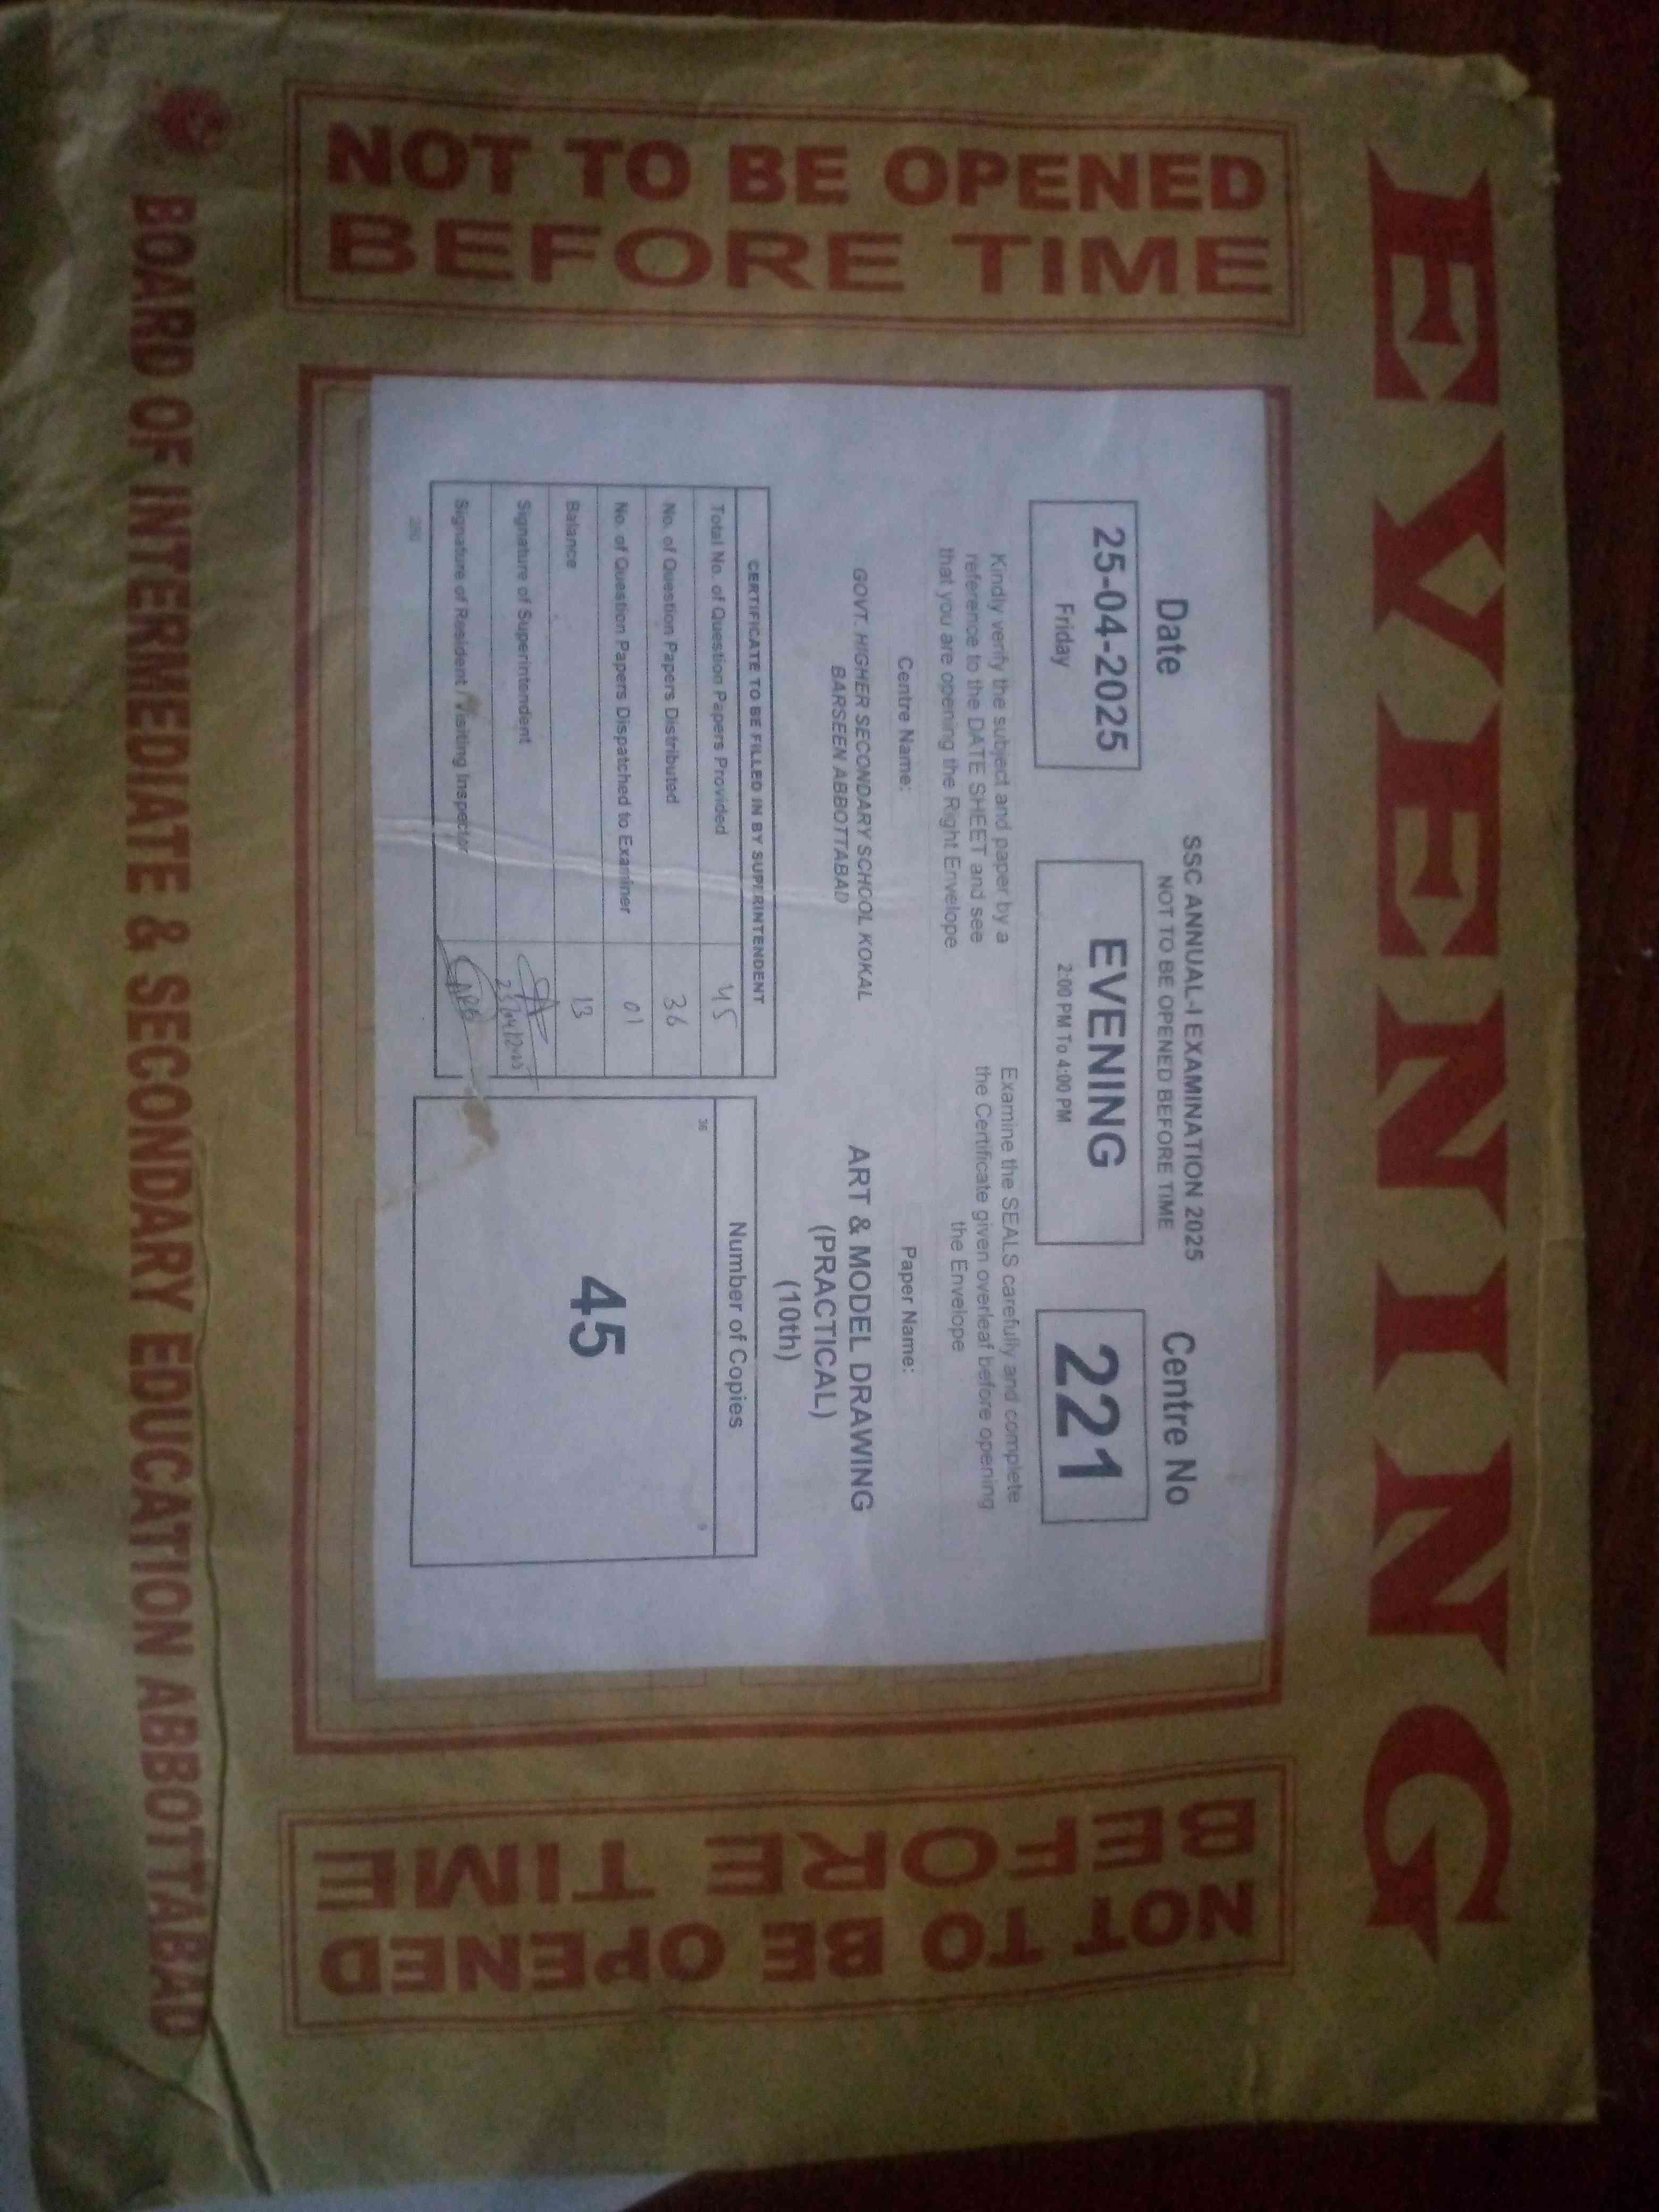 EVENING
NOT TO BE OPENED
BEFORE TIME
SSC ANNUAL-I EXAMINATION 2025
NOT TO BE OPENED BEFORE TIME
Date
25-04-2025
Friday
EVENING
2:00 PM To 4:00 PM
Centre No
221
Kindly verify the subject and paper by a
reference to the DATE SHEET and see
that you are opening the Right Envelope
Examine the SEALS carefully and complete
the Certificate given overleaf before opening
the Envelope
Centre Name:
GOVT. HIGHER SECONDARY SCHOOL KOKAL
BARSEEN ABBOTTABAD
Paper Name:
ART & MODEL DRAWING
(PRACTICAL)
(10th)
CERTIFICATE TO BE FILLED IN BY SUPERINTENDENT
Total No. of Question Papers Provided 45
No. of Question Papers Distributed 36
No. of Question Papers Dispatched to Examiner 01
Balance 13
Signature of Superintendent
Signature of Resident / Visiting Inspector
Number of Copies
36 9
45
NOT TO BE OPENED
BEFORE TIME
BOARD OF INTERMEDIATE & SECONDARY EDUCATION ABBOTTABAD